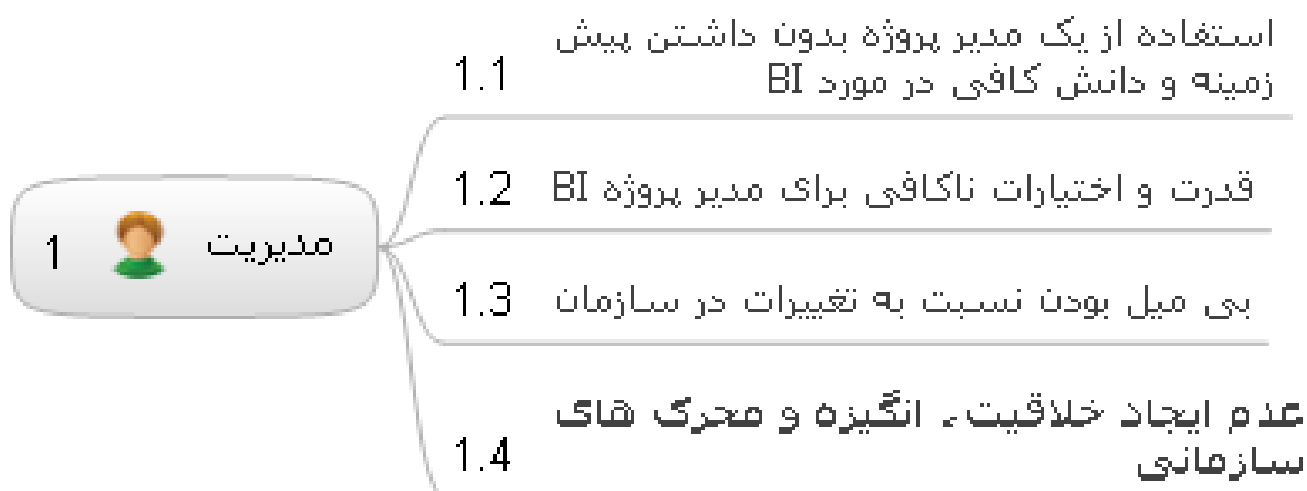 1 مدیریت
1.1 استفاده از یک مدیر پروژه بدون داشتن پیش
زمینه و دانش کافی در مورد BI
1.2 قدرت و اختیارات ناکافی برای مدیر پروژه BI
1.3 بی میل بودن نسبت به تغییرات در سازمان
1.4 عدم ایجاد خلاقیت، انگیزه و محرک های
سازمانی